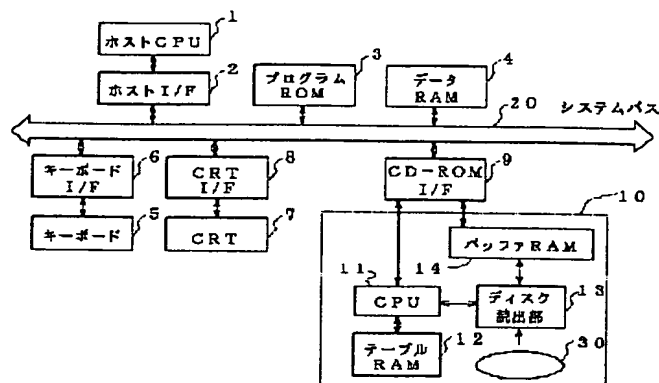 1
ホストCPU
2
ホストI/F
3
プログラム
ROM
4
データ
RAM
20
システムバス
6
キーボード
I/F
8
CRT
I/F
9
CD-ROM
I/F
5
キーボード
7
CRT
10
バッファRAM
14
11
CPU
13
ディスク
読出部
12
テーブル
RAM
30